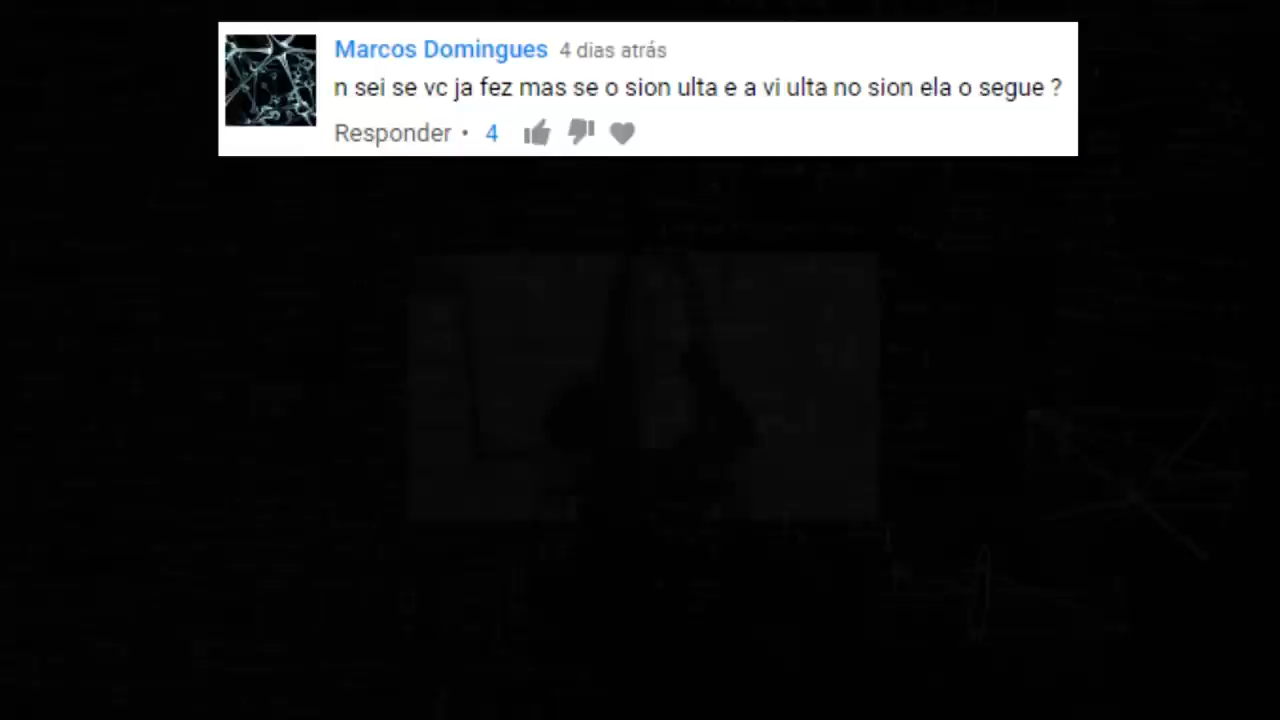 Marcos Domingues 4 dias atrás
n sei se vc ja fez mas se o sion ulta e a vi ulta no sion ela o segue ?
Responder • 4